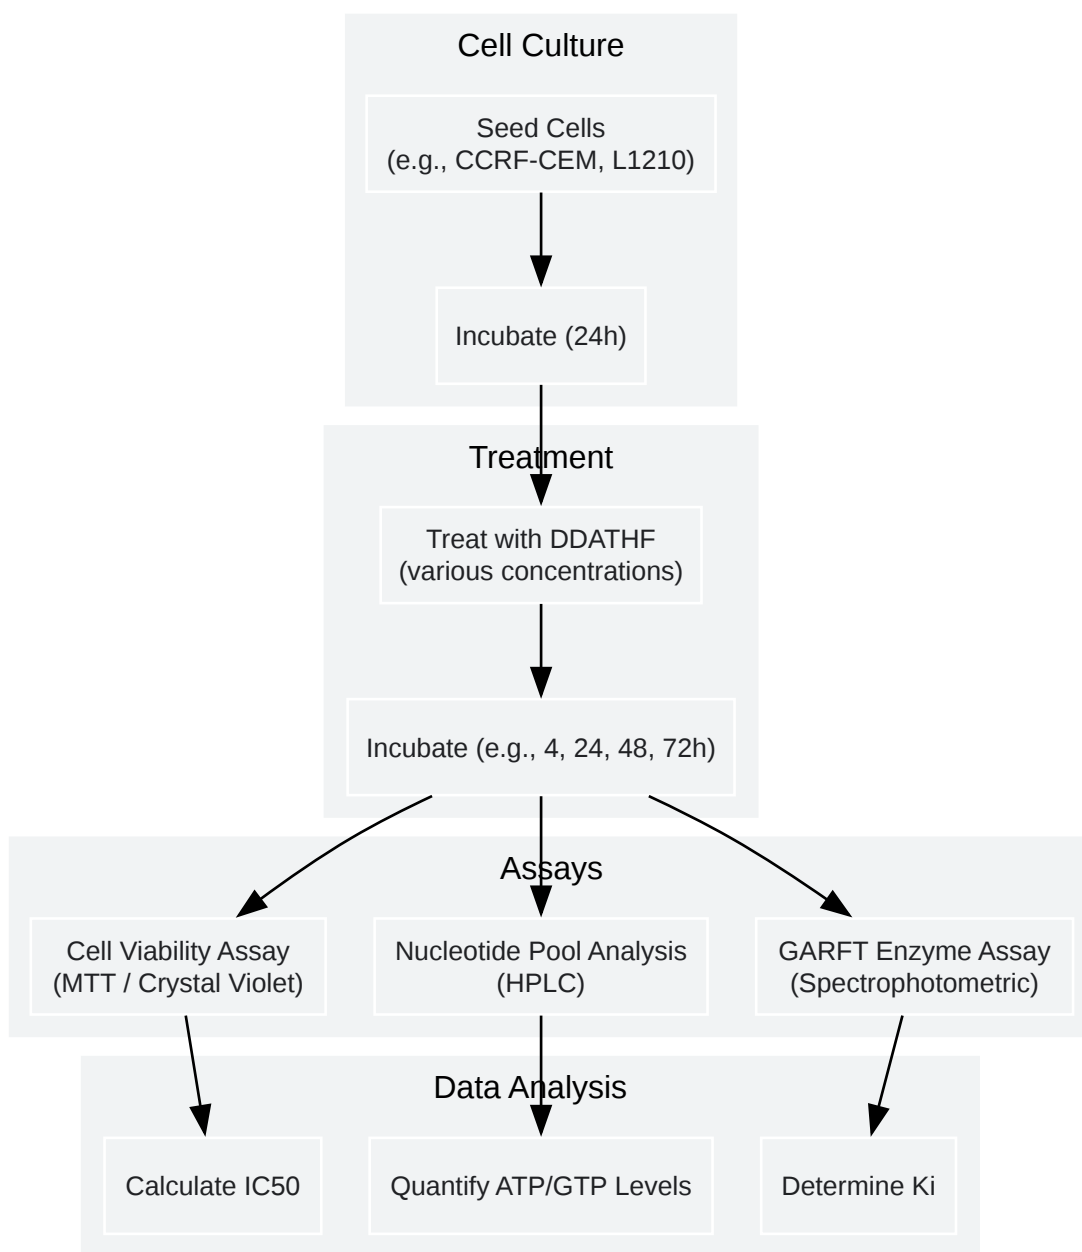 Cell Culture
Seed Cells
(e.g., CCRF-CEM, L1210)
Incubate (24h)
Treatment
Treat with DDATHF
(various concentrations)
Incubate (e.g., 4, 24, 48, 72h)
Assays
Cell Viability Assay
(MTT / Crystal Violet)
Nucleotide Pool Analysis
(HPLC)
GARFT Enzyme Assay
(Spectrophotometric)
Data Analysis
Calculate IC50
Quantify ATP/GTP Levels
Determine Ki